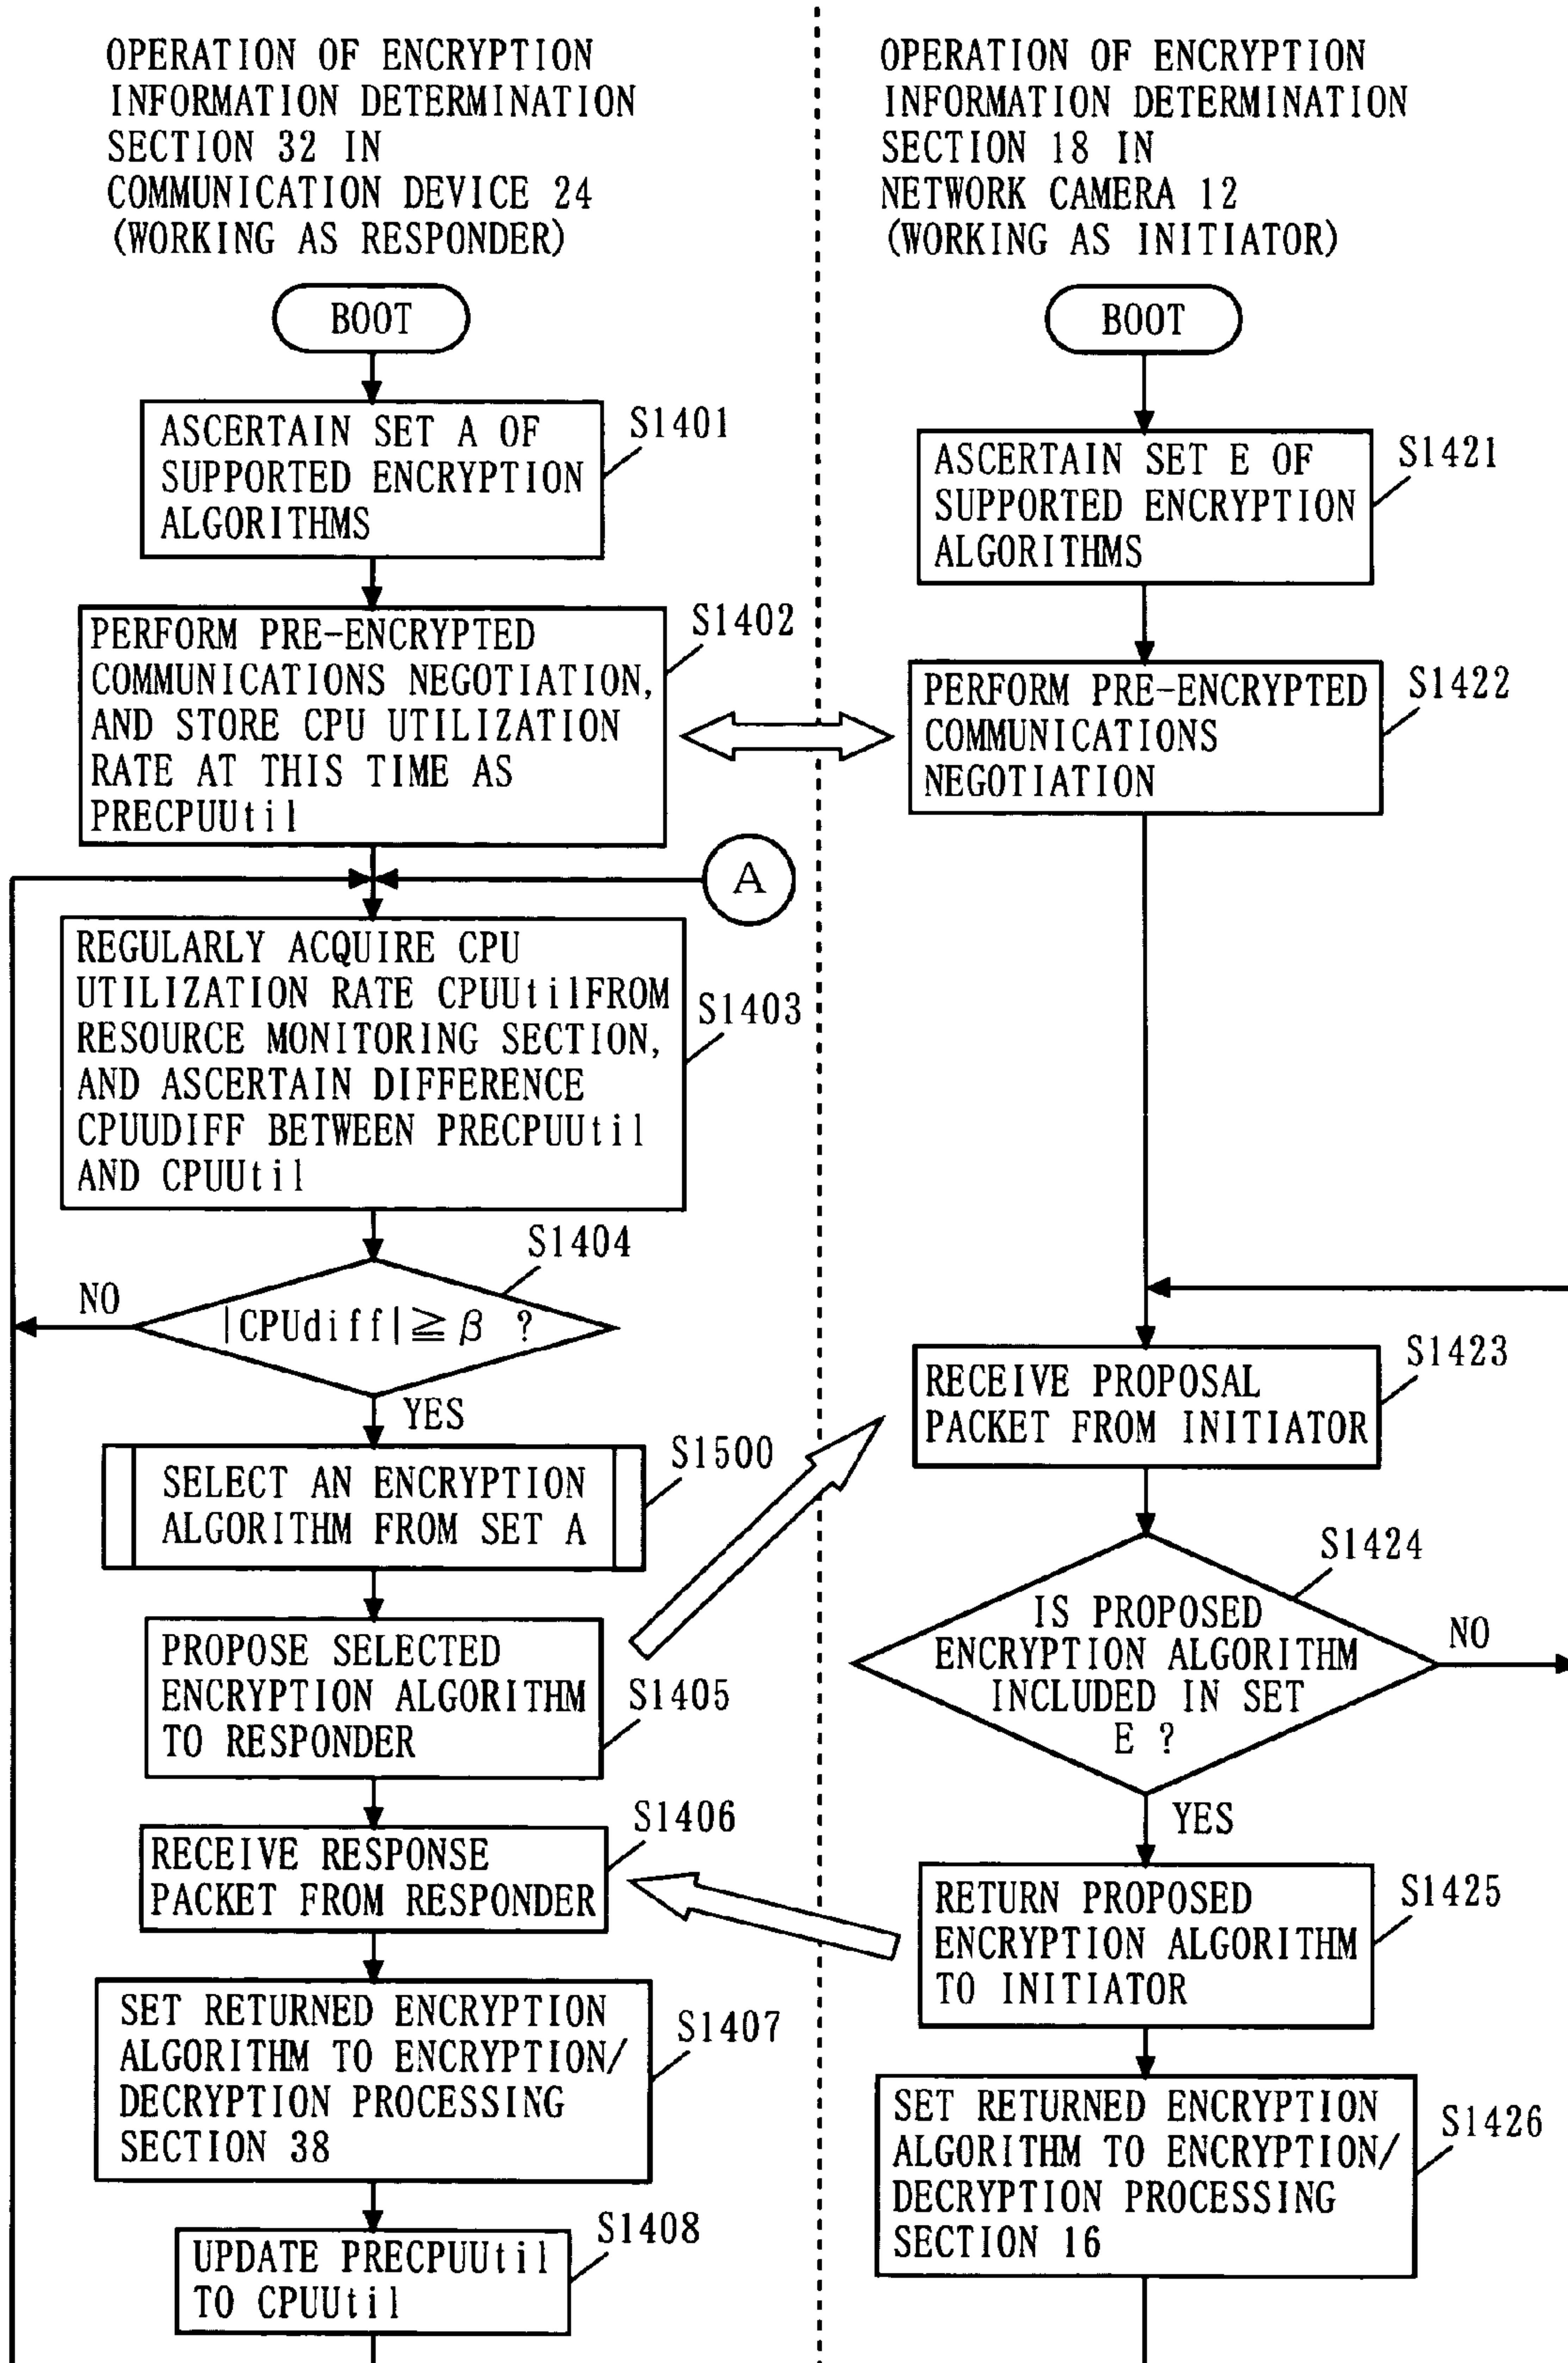 OPERATION OF ENCRYPTION
INFORMATION DETERMINATION
SECTION 32 IN
COMMUNICATION DEVICE 24
(WORKING AS RESPONDER)
BOOT
ASCERTAIN SET A OF
SUPPORTED ENCRYPTION
ALGORITHMS
S1401
PERFORM PRE-ENCRYPTED
COMMUNICATIONS NEGOTIATION,
AND STORE CPU UTILIZATION
RATE AT THIS TIME AS
PRECPUUtil
S1402
A
REGULARLY ACQUIRE CPU
UTILIZATION RATE CPUUtilFROM
RESOURCE MONITORING SECTION,
AND ASCERTAIN DIFFERENCE
CPUUDIFF BETWEEN PRECPUUtil
AND CPUUtil
S1403
S1404
NO
|CPUdiff|≧β ?
YES
SELECT AN ENCRYPTION
ALGORITHM FROM SET A
S1500
PROPOSE SELECTED
ENCRYPTION ALGORITHM
TO RESPONDER
S1405
RECEIVE RESPONSE
PACKET FROM RESPONDER
S1406
SET RETURNED ENCRYPTION
ALGORITHM TO ENCRYPTION/
DECRYPTION PROCESSING
SECTION 38
S1407
UPDATE PRECPUUtil
TO CPUUtil
S1408
OPERATION OF ENCRYPTION
INFORMATION DETERMINATION
SECTION 18 IN
NETWORK CAMERA 12
(WORKING AS INITIATOR)
BOOT
ASCERTAIN SET E OF
SUPPORTED ENCRYPTION
ALGORITHMS
S1421
PERFORM PRE-ENCRYPTED
COMMUNICATIONS
NEGOTIATION
S1422
RECEIVE PROPOSAL
PACKET FROM INITIATOR
S1423
S1424
IS PROPOSED
ENCRYPTION ALGORITHM
INCLUDED IN SET
E ?
NO
YES
RETURN PROPOSED
ENCRYPTION ALGORITHM
TO INITIATOR
S1425
SET RETURNED ENCRYPTION
ALGORITHM TO ENCRYPTION/
DECRYPTION PROCESSING
SECTION 16
S1426